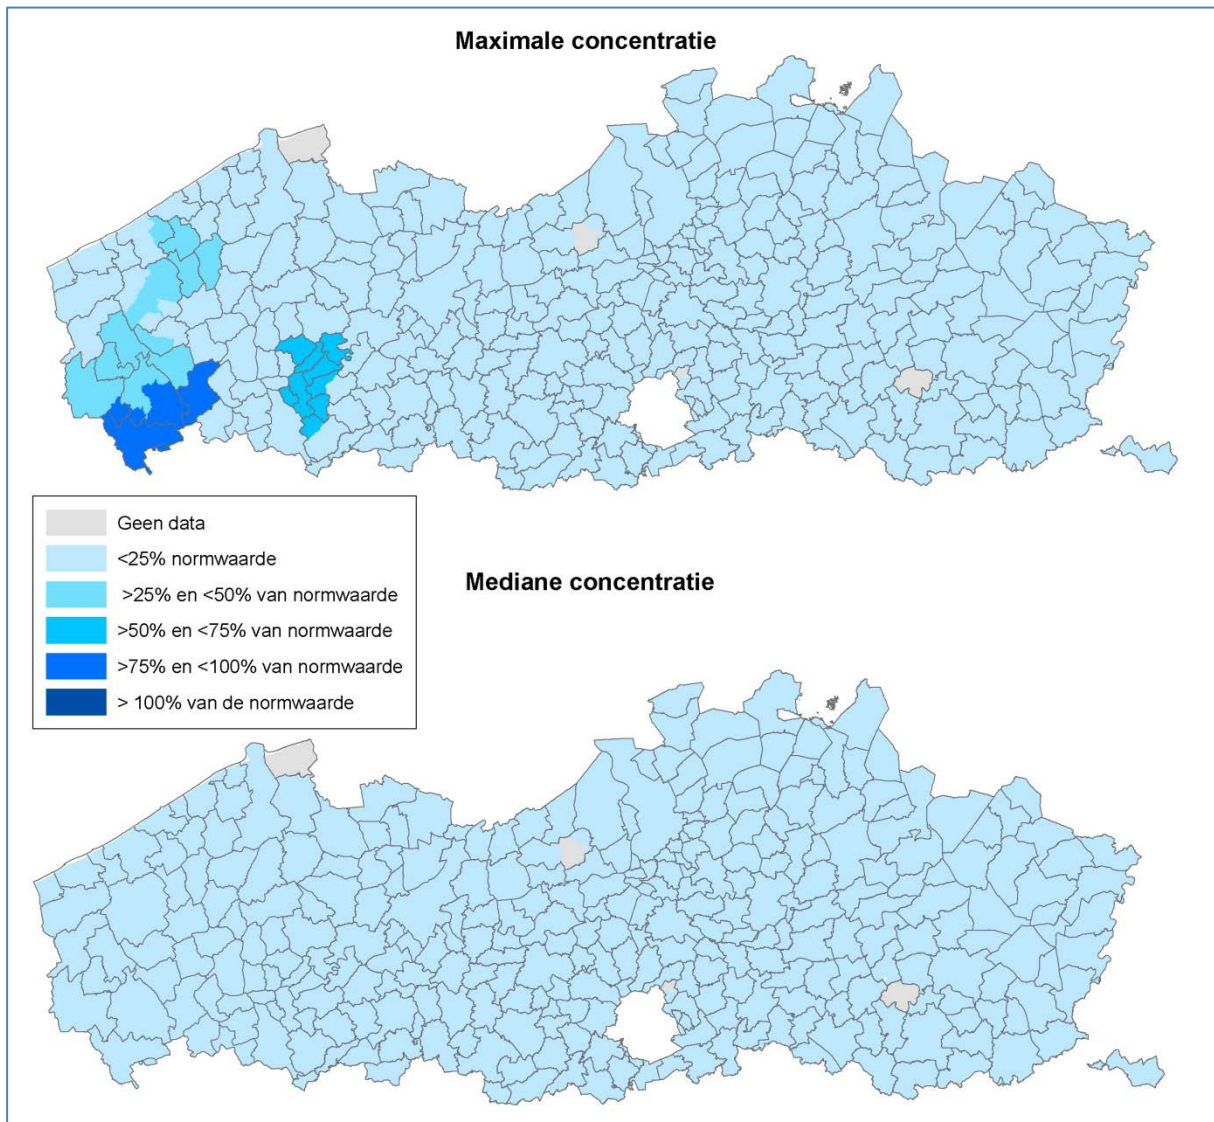 Maximale concentratie
Geen data
<25% normwaarde
>25% en <50% van normwaarde
>50% en <75% van normwaarde
>75% en <100% van normwaarde
> 100% van de normwaarde
Mediane concentratie